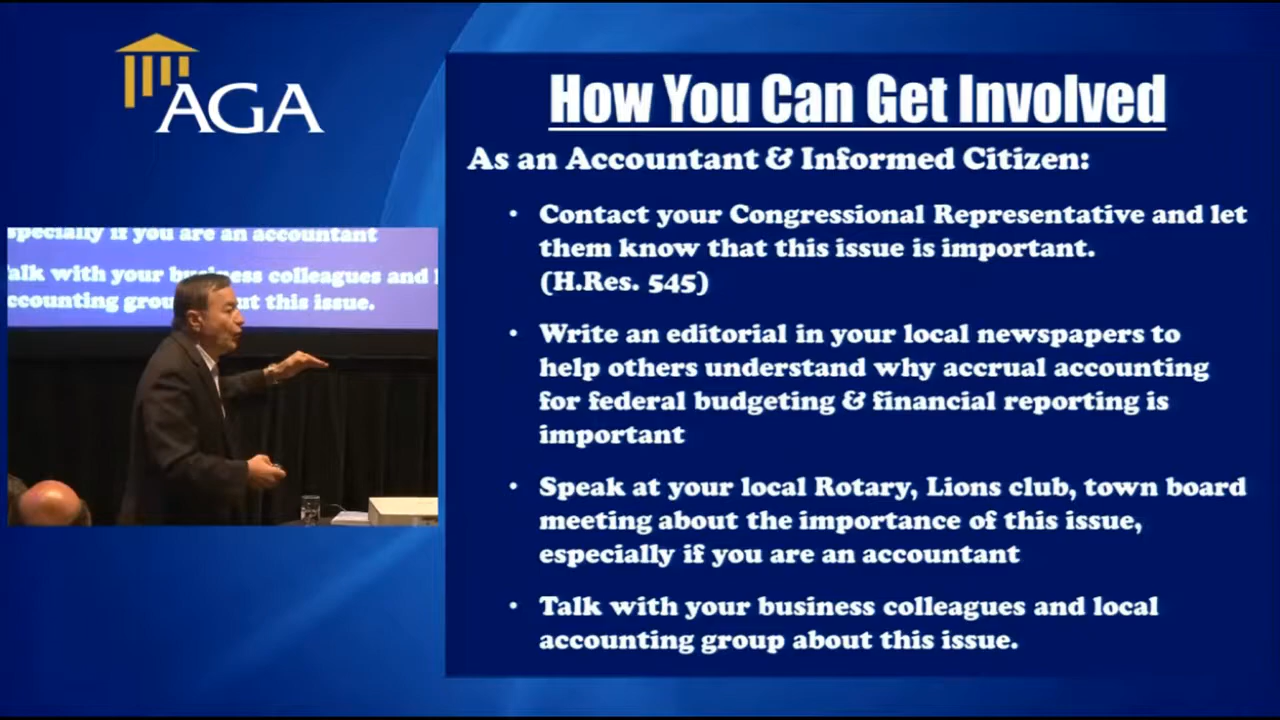 AGA
How You Can Get Involved
As an Accountant & Informed Citizen:
• Contact your Congressional Representative and let
them know that this issue is important.
(H.Res. 545)
• Write an editorial in your local newspapers to
help others understand why accrual accounting
for federal budgeting & financial reporting is
important
• Speak at your local Rotary, Lions club, town board
meeting about the importance of this issue,
especially if you are an accountant
• Talk with your business colleagues and local
accounting group about this issue.
specially if you are an accountant
alk with your business colleagues and l
ccounting grou ut this issue.